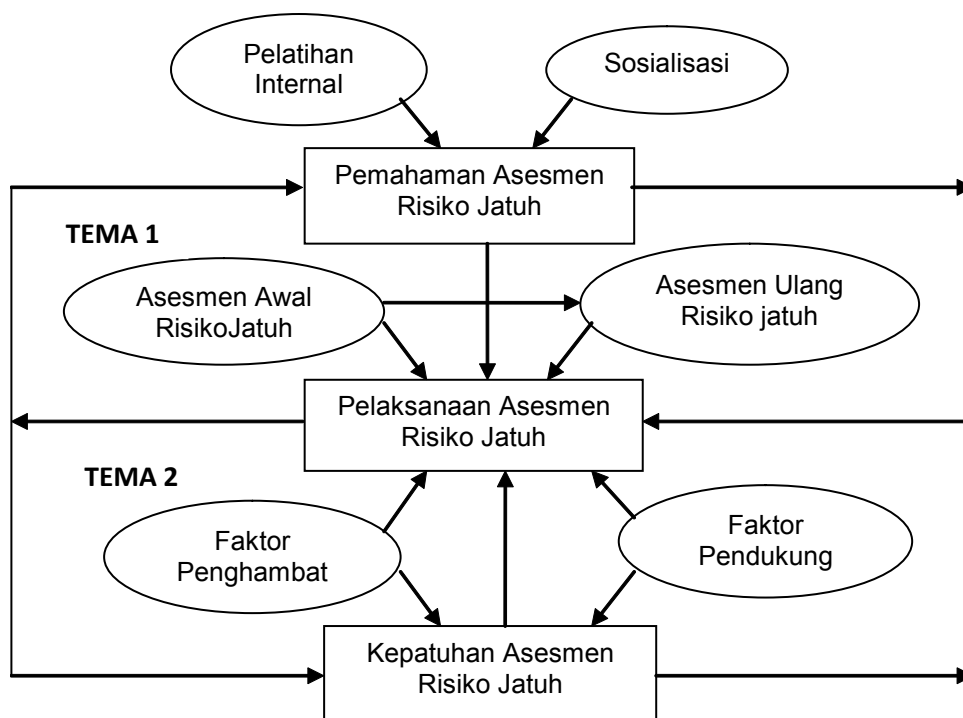 Pelatihan
Internal
Sosialisasi
Pemahaman Asesmen
Risiko Jatuh
TEMA 1
Asesmen Awal
RisikoJatuh
Asesmen Ulang
Risiko jatuh
Pelaksanaan Asesmen
Risiko Jatuh
TEMA 2
Faktor
Penghambat
Faktor
Pendukung
Kepatuhan Asesmen
Risiko Jatuh